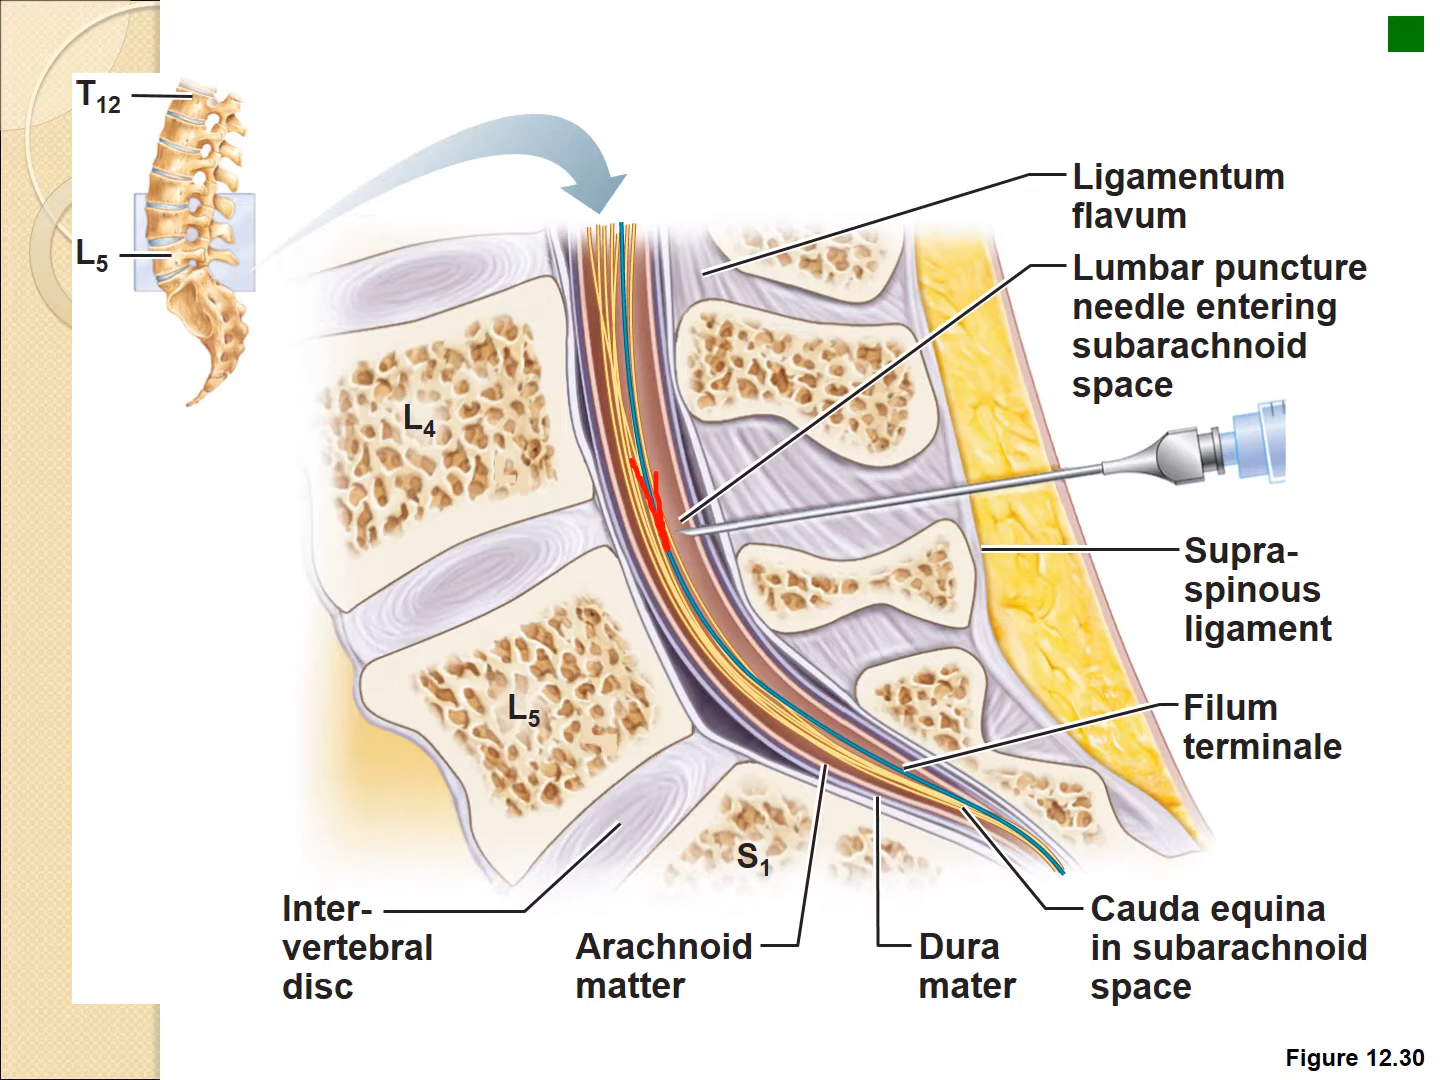 T12
L5
Ligamentum
flavum
Lumbar puncture
needle entering
subarachnoid
space
L4
Supra-
spinous
ligament
L5
Filum
terminale
S1
Inter-
vertebral
disc
Arachnoid
matter
Dura
mater
Cauda equina
in subarachnoid
space
Figure 12.30